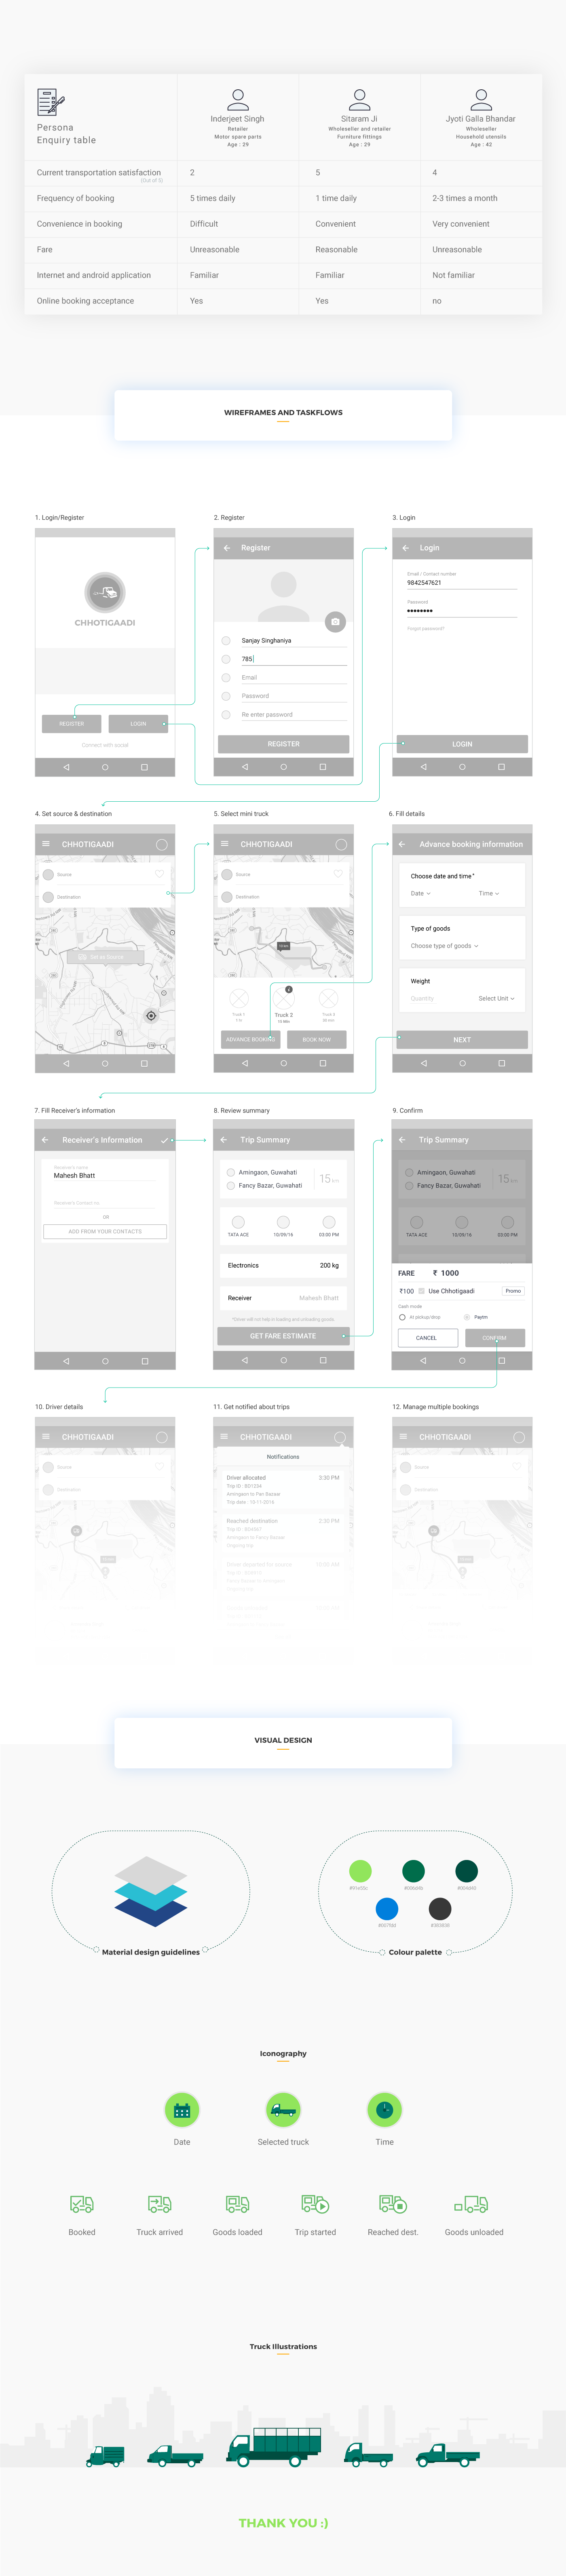 Persona
Enquiry table
Inderjeet Singh
Retailer
Motor spare parts
Age : 29
Sitaram Ji
Wholeseller and retailer
Furniture fittings
Age : 29
Jyoti Galla Bhandar
Wholeseller
Household utensils
Age : 42
Current transportation satisfaction 2 5 4
(Out of 5)
Frequency of booking 5 times daily 1 time daily 2-3 times a month
Convenience in booking Difficult Convenient Very convenient
Fare Unreasonable Reasonable Unreasonable
Internet and android application Familiar Familiar Not familiar
Online booking acceptance Yes Yes no
WIREFRAMES AND TASKFLOWS
1. Login/Register
CHHOTIGAADI
REGISTER LOGIN
Connect with social
2. Register
Register
Sanjay Singhaniya
785
Email
Password
Re enter password
REGISTER
3. Login
Login
Email / Contact number
9842547621
Password
Forgot password?
LOGIN
4. Set source & destination
CHHOTIGAADI
Source
Destination
Set as Source
5. Select mini truck
CHHOTIGAADI
Source
Destination
Truck 1
Truck 2
Truck 3
ADVANCE BOOKING BOOK NOW
6. Fill details
Advance booking information
Choose date and time*
Date Time
Type of goods
Choose type of goods
Weight
Quantity Select Unit
NEXT
7. Fill Receiver's information
Receiver's Information
Receiver's name
Mahesh Bhatt
Receiver's Contact no.
OR
ADD FROM YOUR CONTACTS
8. Review summary
Trip Summary
Amingaon, Guwahati
Fancy Bazar, Guwahati
15 km
TATA ACE 10/09/16 03:00 PM
Electronics 200 kg
Receiver Mahesh Bhatt
*Driver will not help in loading and unloading goods
GET FARE ESTIMATE
9. Confirm
Trip Summary
Amingaon, Guwahati
Fancy Bazar, Guwahati
15 km
TATA ACE 10/09/16 03:00 PM
FARE ₹ 1000
₹100 Use Chhotigaadi Promo
Cash mode
At pickup/drop Paytm
CANCEL CONFIRM
10. Driver details
CHHOTIGAADI
Source
Destination
11. Get notified about trips
CHHOTIGAADI
Notifications
Driver allocated 3:30 PM
Trip ID : BD1234
Amingaon to Pan Bazaar
Trip date : 10-11-2016
Reached destination 2:30 PM
Amingaon to Fancy Bazaar
Ongoing trip
12. Manage multiple bookings
CHHOTIGAADI
Source
Destination
VISUAL DESIGN
Material design guidelines
Colour palette
Iconography
Date
Selected truck
Time
Booked
Truck arrived
Goods loaded
Trip started
Reached dest.
Goods unloaded
Truck Illustrations
THANK YOU :)